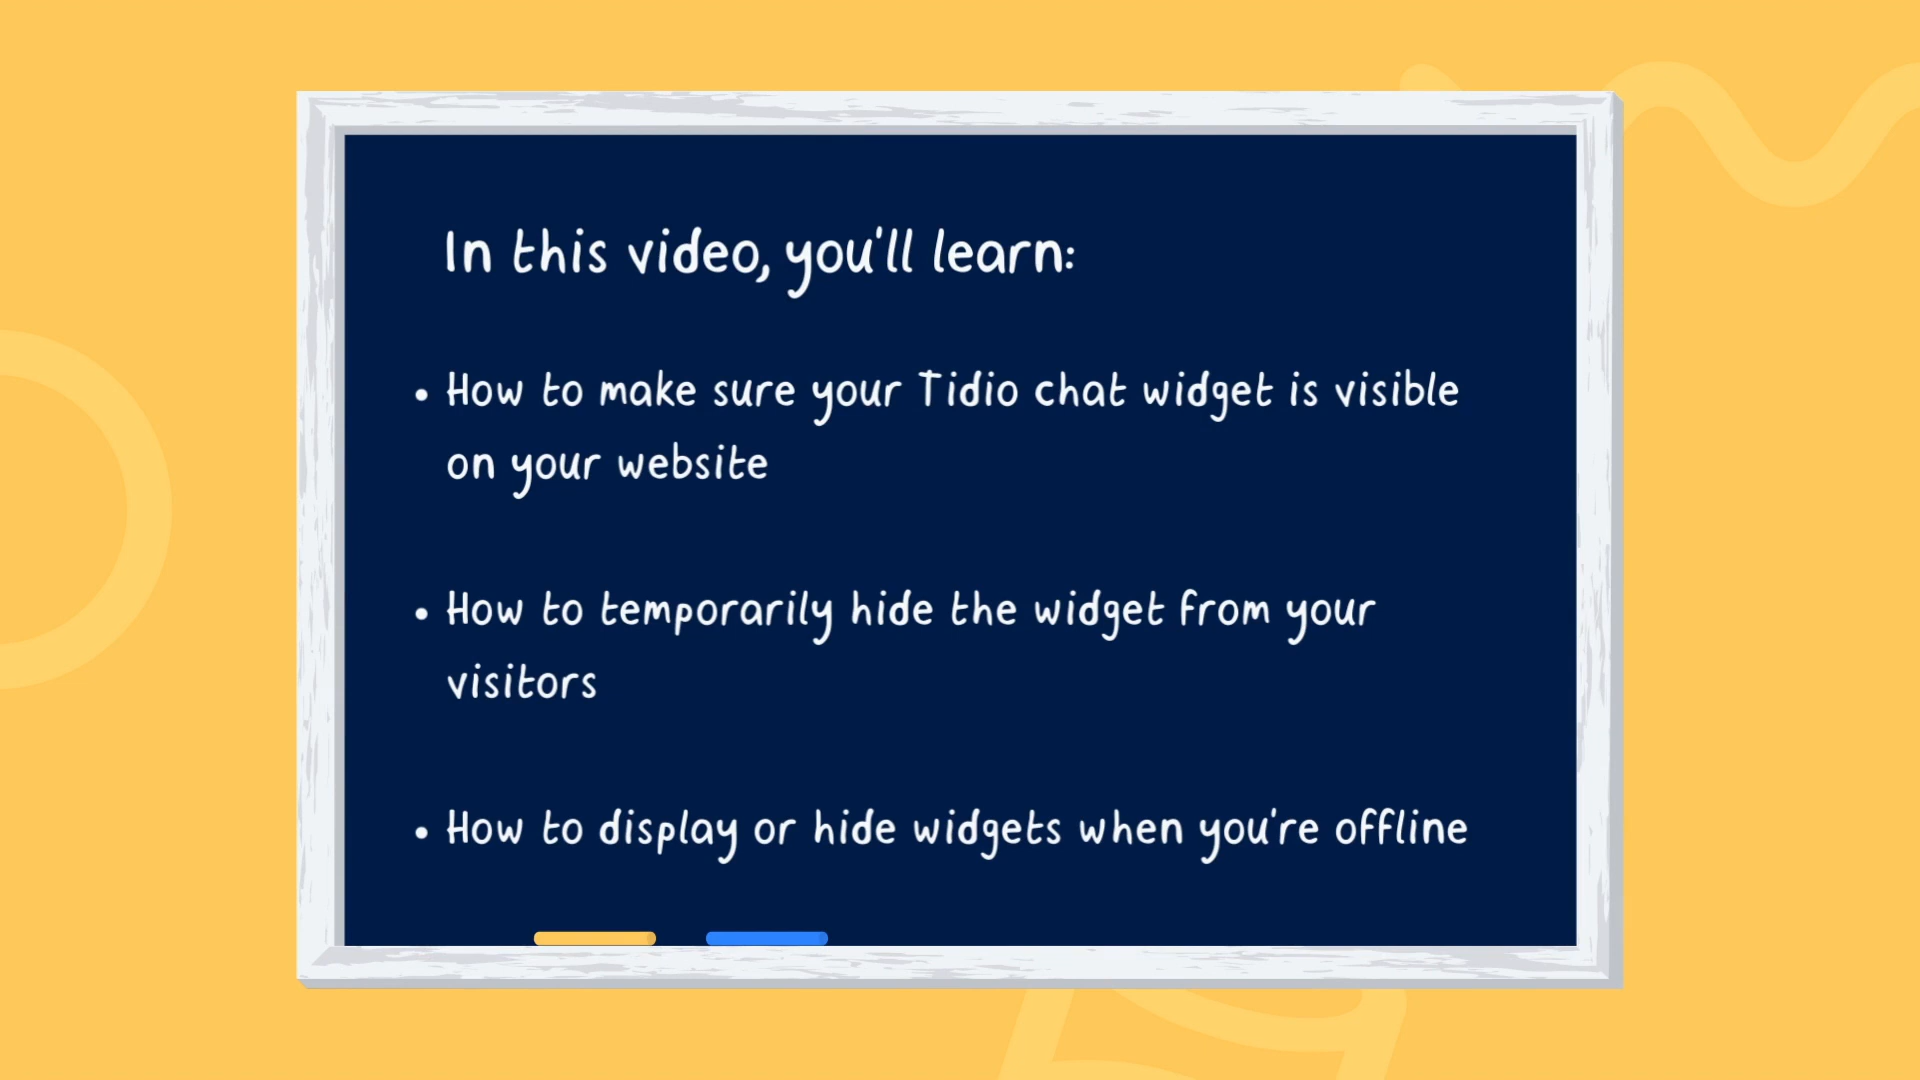 In this video, you'll learn:
• How to make sure your Tidio chat widget is visible
on your website
• How to temporarily hide the widget from your
visitors
• How to display or hide widgets when you're offline